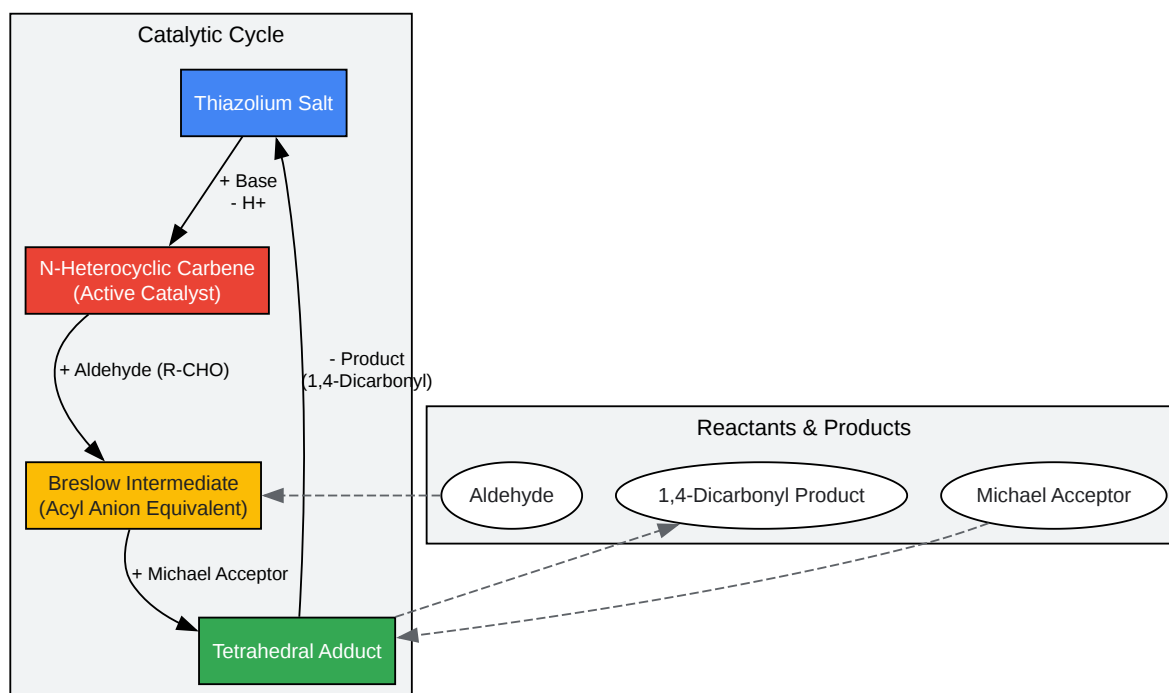 Catalytic Cycle
Thiazolium Salt
+ Base
- H+
N-Heterocyclic Carbene
(Active Catalyst)
+ Aldehyde (R-CHO)
- Product
(1,4-Dicarbonyl)
Breslow Intermediate
(Acyl Anion Equivalent)
+ Michael Acceptor
Tetrahedral Adduct
Reactants & Products
Aldehyde
1,4-Dicarbonyl Product
Michael Acceptor